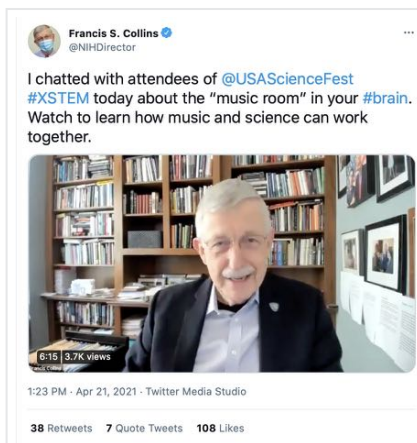 Francis S. Collins
@NIHDirector
I chatted with attendees of @USAScienceFest
#XSTEM today about the “music room” in your #brain.
Watch to learn how music and science can work
together.
6:15 3.7K views
1:23 PM · Apr 21, 2021 · Twitter Media Studio
38 Retweets 7 Quote Tweets 108 Likes